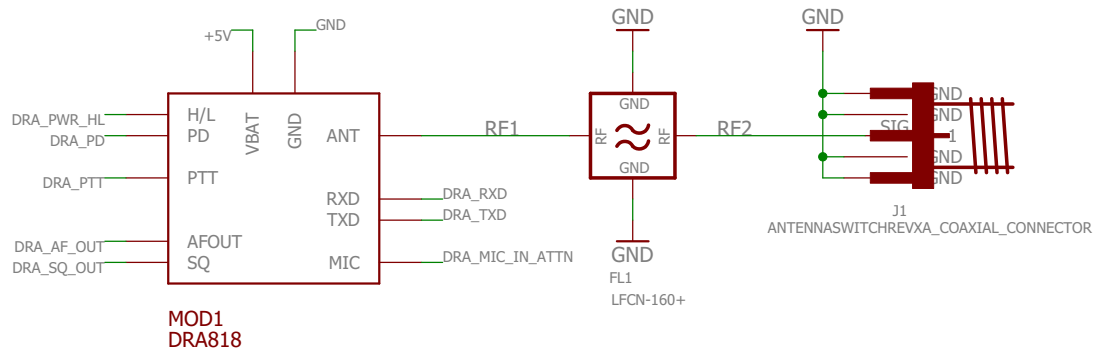 GND
GND
+5V
GND
DRA_PWR_HL
H/L
VBAT
GND
GND
GND
DRA_PD
PD
ANT
RF1
RF
RF
RF2
GND
SIG
1
GND
GND
GND
DRA_PTT
PTT
RXD
DRA_RXD
TXD
DRA_TXD
DRA_AF_OUT
AFOUT
DRA_SQ_OUT
SQ
MIC
DRA_MIC_IN_ATTN
GND
FL1
LFCN-160+
J1
ANTENNASWITCHREVXA_COAXIAL_CONNECTOR
MOD1
DRA818